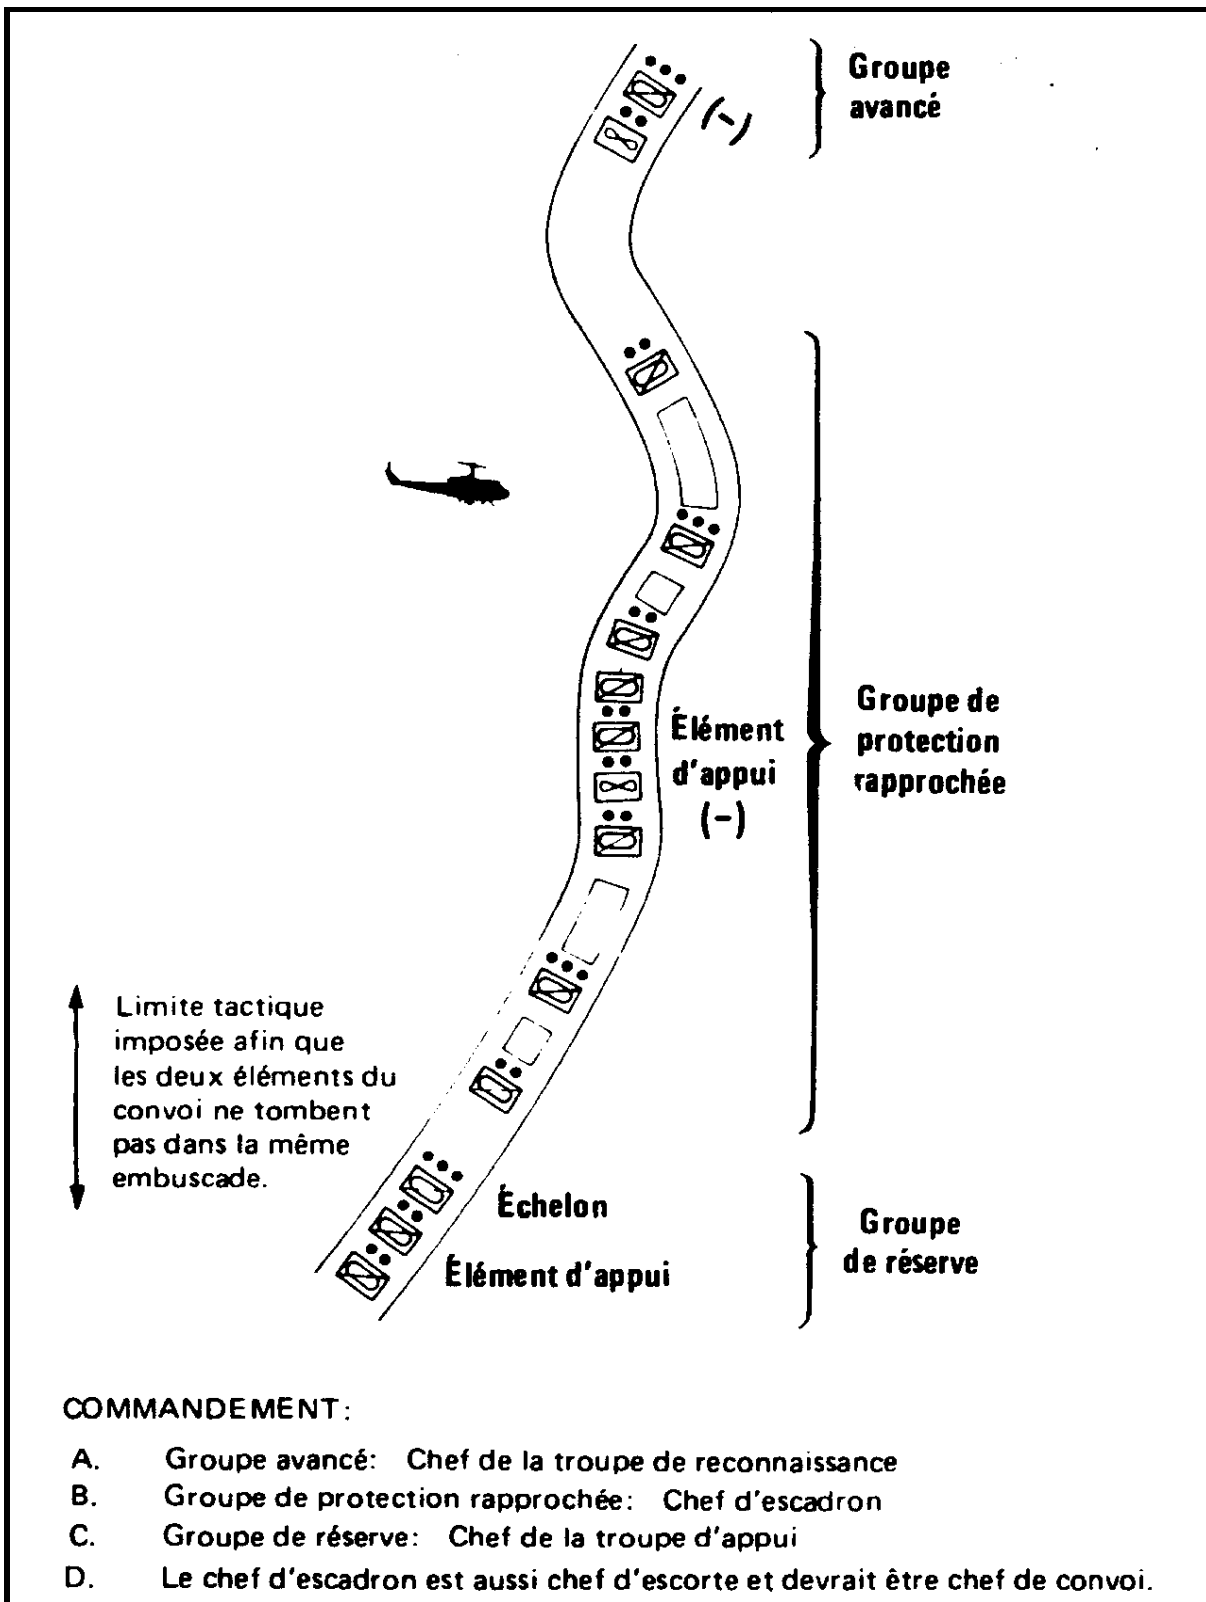 Groupe
avancé
(-)
Élément
d'appui
(-)
Groupe de
protection
rapprochée
Limite tactique
imposée afin que
les deux éléments du
convoi ne tombent
pas dans la même
embuscade.
Échelon
Élément d'appui
Groupe
de réserve
COMMANDEMENT:
A. Groupe avancé: Chef de la troupe de reconnaissance
B. Groupe de protection rapprochée: Chef d'escadron
C. Groupe de réserve: Chef de la troupe d'appui
D. Le chef d'escadron est aussi chef d'escorte et devrait être chef de convoi.